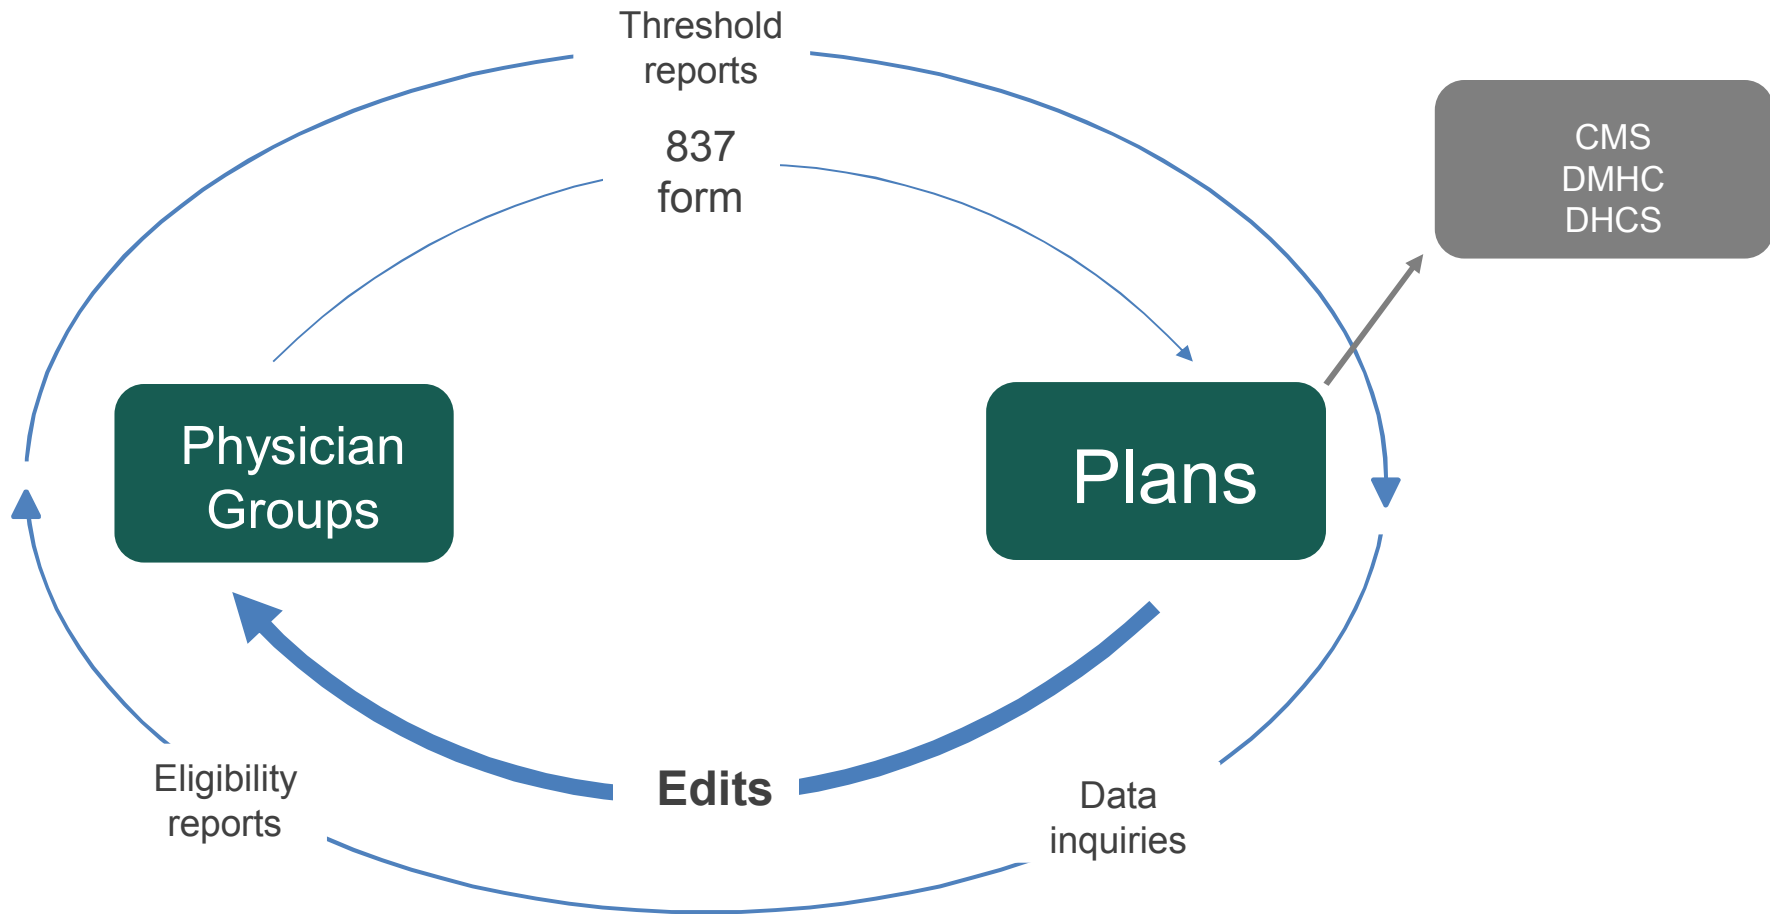 Threshold
reports
837
form
CMS
DMHC
DHCS
Physician
Groups
Plans
Eligibility
reports
Edits
Data
inquiries